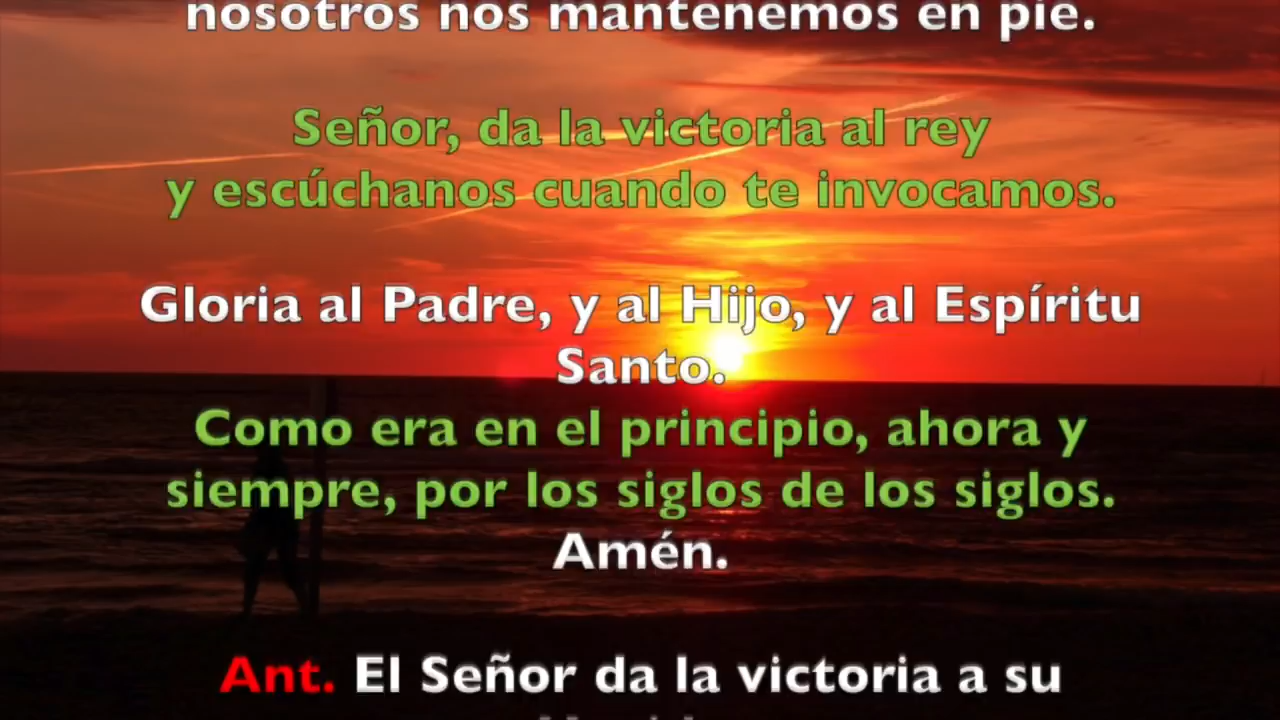 nosotros nos mantenemos en pie.
Señor, da la victoria al rey
y escúchanos cuando te invocamos.
Gloria al Padre, y al Hijo, y al Espíritu
Santo.
Como era en el principio, ahora y
siempre, por los siglos de los siglos.
Amén.
Ant. El Señor da la victoria a su